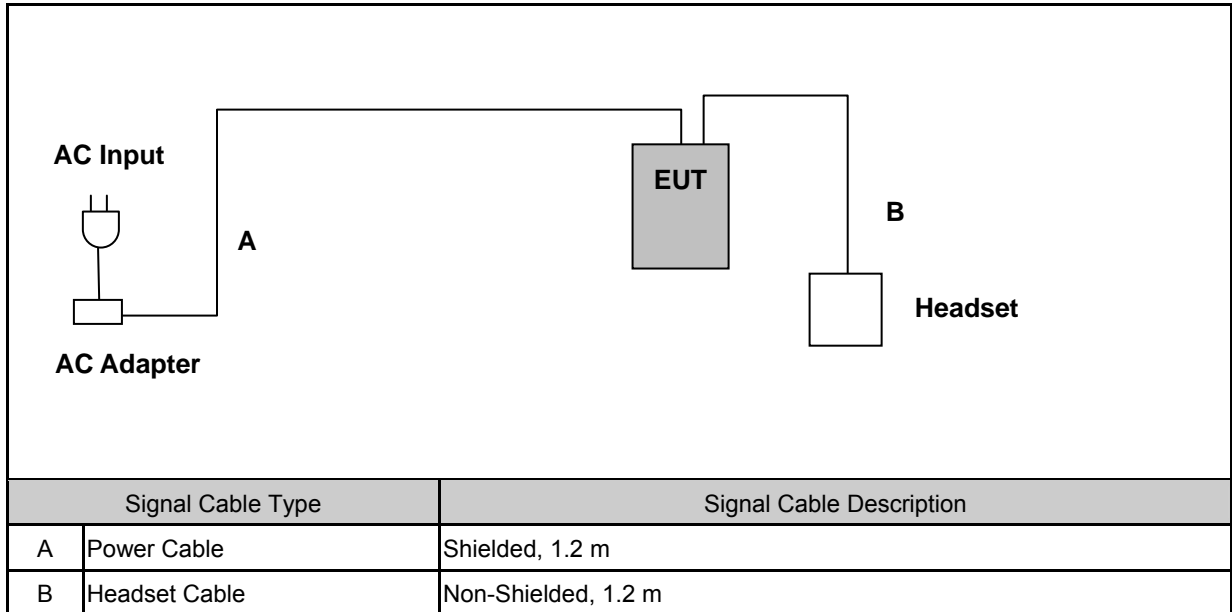 AC Input
EUT
A
B
Headset
AC Adapter
Signal Cable Type Signal Cable Description
A Power Cable Shielded, 1.2 m
B Headset Cable Non-Shielded, 1.2 m